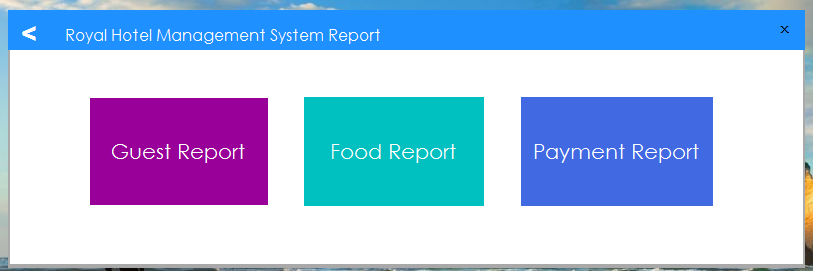 < Royal Hotel Management System Report x
Guest Report Food Report Payment Report